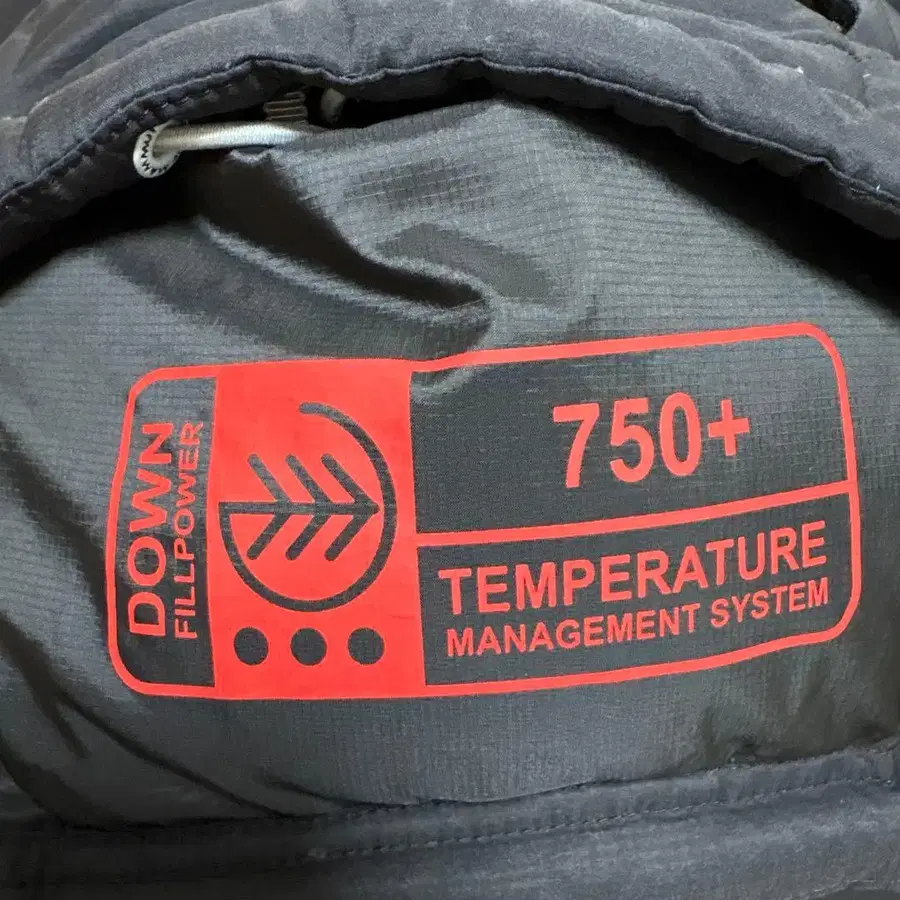 DOWN
FILLPOWER
750+
TEMPERATURE
MANAGEMENT SYSTEM